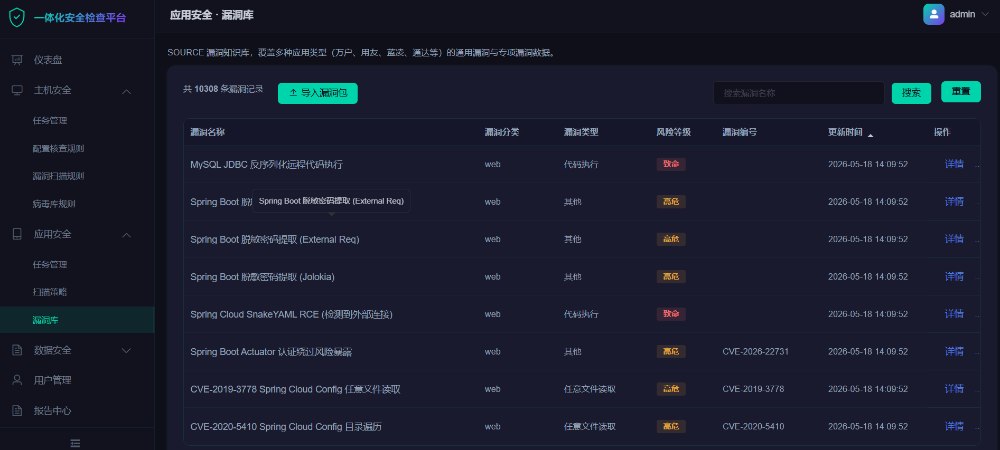 一体化安全检查平台
应用安全 · 漏洞库
admin
仪表盘
主机安全
任务管理
配置核查规则
漏洞扫描规则
病毒库规则
应用安全
任务管理
扫描策略
漏洞库
数据安全
用户管理
报告中心
SOURCE 漏洞知识库，覆盖多种应用类型（万户、用友、蓝凌、通达等）的通用漏洞与专项漏洞数据。
共 10308 条漏洞记录 导入漏洞包 搜索漏洞名称 搜索 重置
漏洞名称 漏洞分类 漏洞类型 风险等级 漏洞编号 更新时间 操作
MySQL JDBC 反序列化远程代码执行 web 代码执行 致命 2026-05-18 14:09:52 详情 ..
Spring Boot 脱 web 其他 高危 2026-05-18 14:09:52 详情 ..
Spring Boot 脱敏密码提取 (External Req)
Spring Boot 脱敏密码提取 (External Req) web 其他 高危 2026-05-18 14:09:52 详情 ..
Spring Boot 脱敏密码提取 (Jolokia) web 其他 高危 2026-05-18 14:09:52 详情 ..
Spring Cloud SnakeYAML RCE (检测到外部连接) web 代码执行 致命 2026-05-18 14:09:52 详情 ..
Spring Boot Actuator 认证绕过风险暴露 web 其他 高危 CVE-2026-22731 2026-05-18 14:09:52 详情 ..
CVE-2019-3778 Spring Cloud Config 任意文件读取 web 任意文件读取 高危 CVE-2019-3778 2026-05-18 14:09:52 详情 ..
CVE-2020-5410 Spring Cloud Config 目录遍历 web 任意文件读取 高危 CVE-2020-5410 2026-05-18 14:09:52 详情 ..